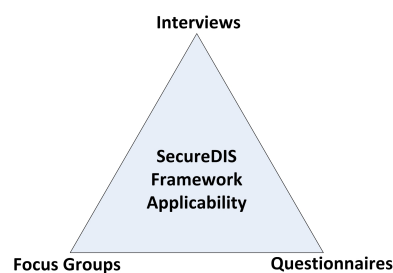 Interviews
SecureDIS
Framework
Applicability
Focus Groups
Questionnaires